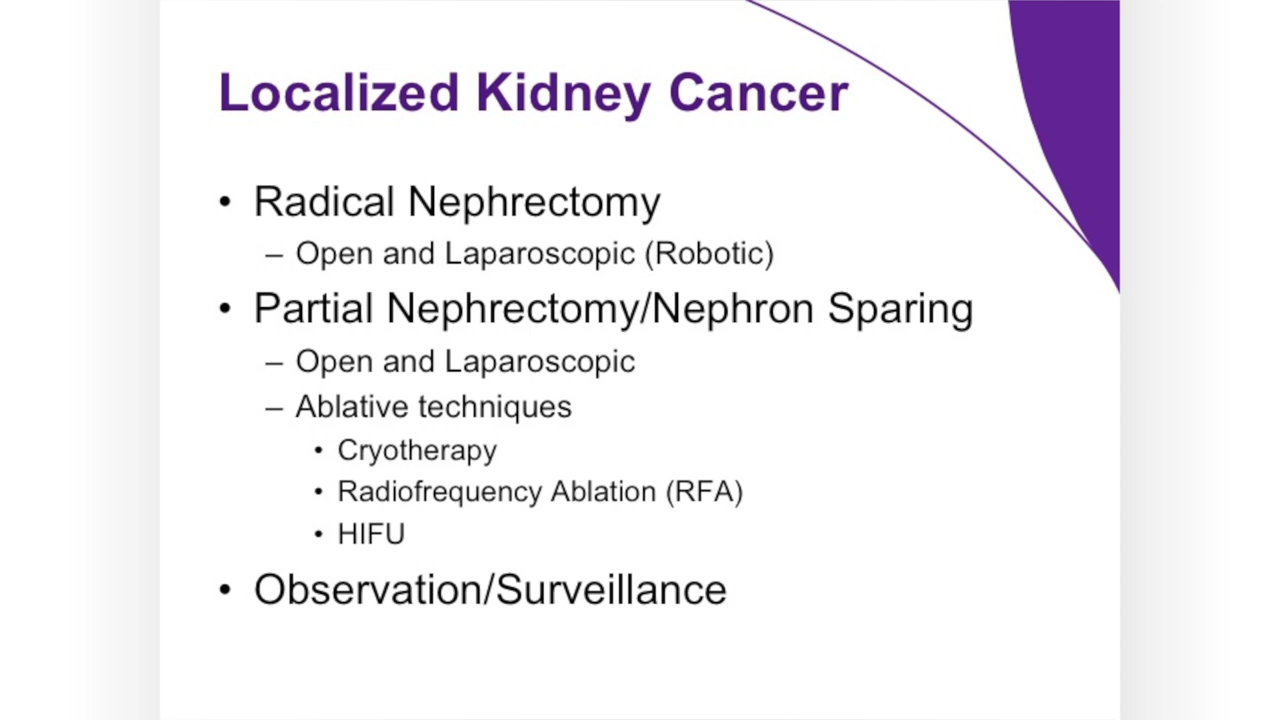 Localized Kidney Cancer
• Radical Nephrectomy
– Open and Laparoscopic (Robotic)
• Partial Nephrectomy/Nephron Sparing
– Open and Laparoscopic
– Ablative techniques
• Cryotherapy
• Radiofrequency Ablation (RFA)
• HIFU
• Observation/Surveillance